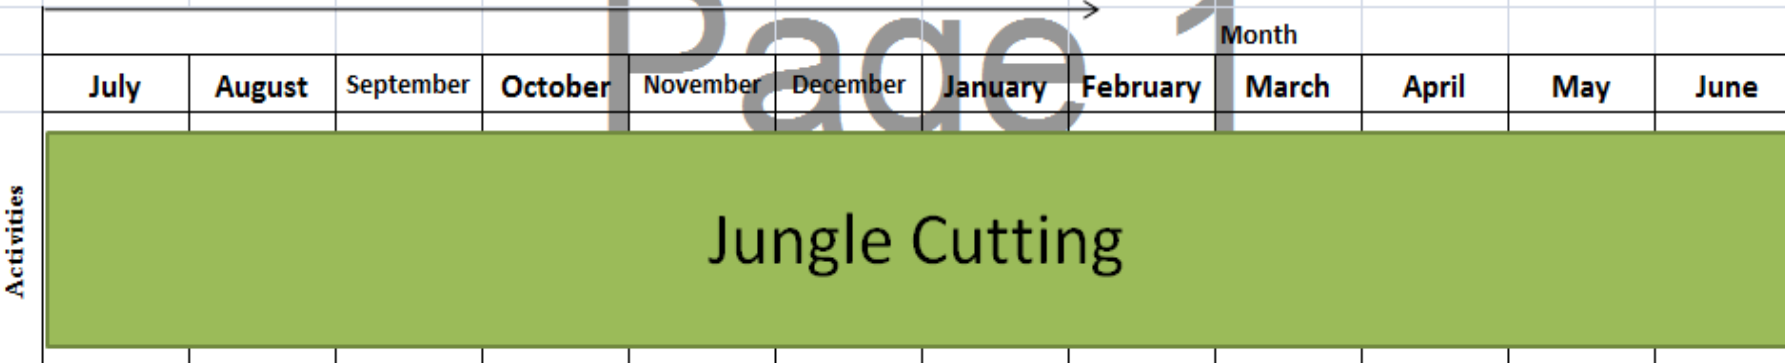 Page 1
Month
July August September October November December January February March April May June
Activities
Jungle Cutting